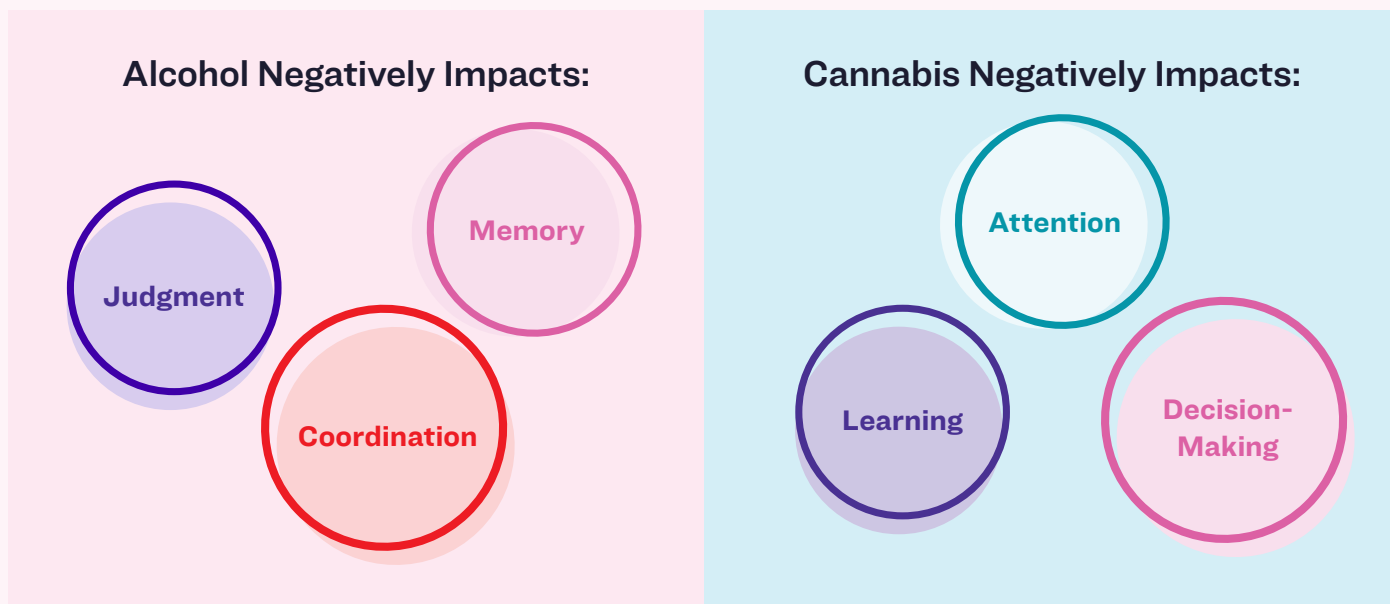 Alcohol Negatively Impacts:
Judgment
Memory
Coordination
Cannabis Negatively Impacts:
Attention
Learning
Decision-
Making